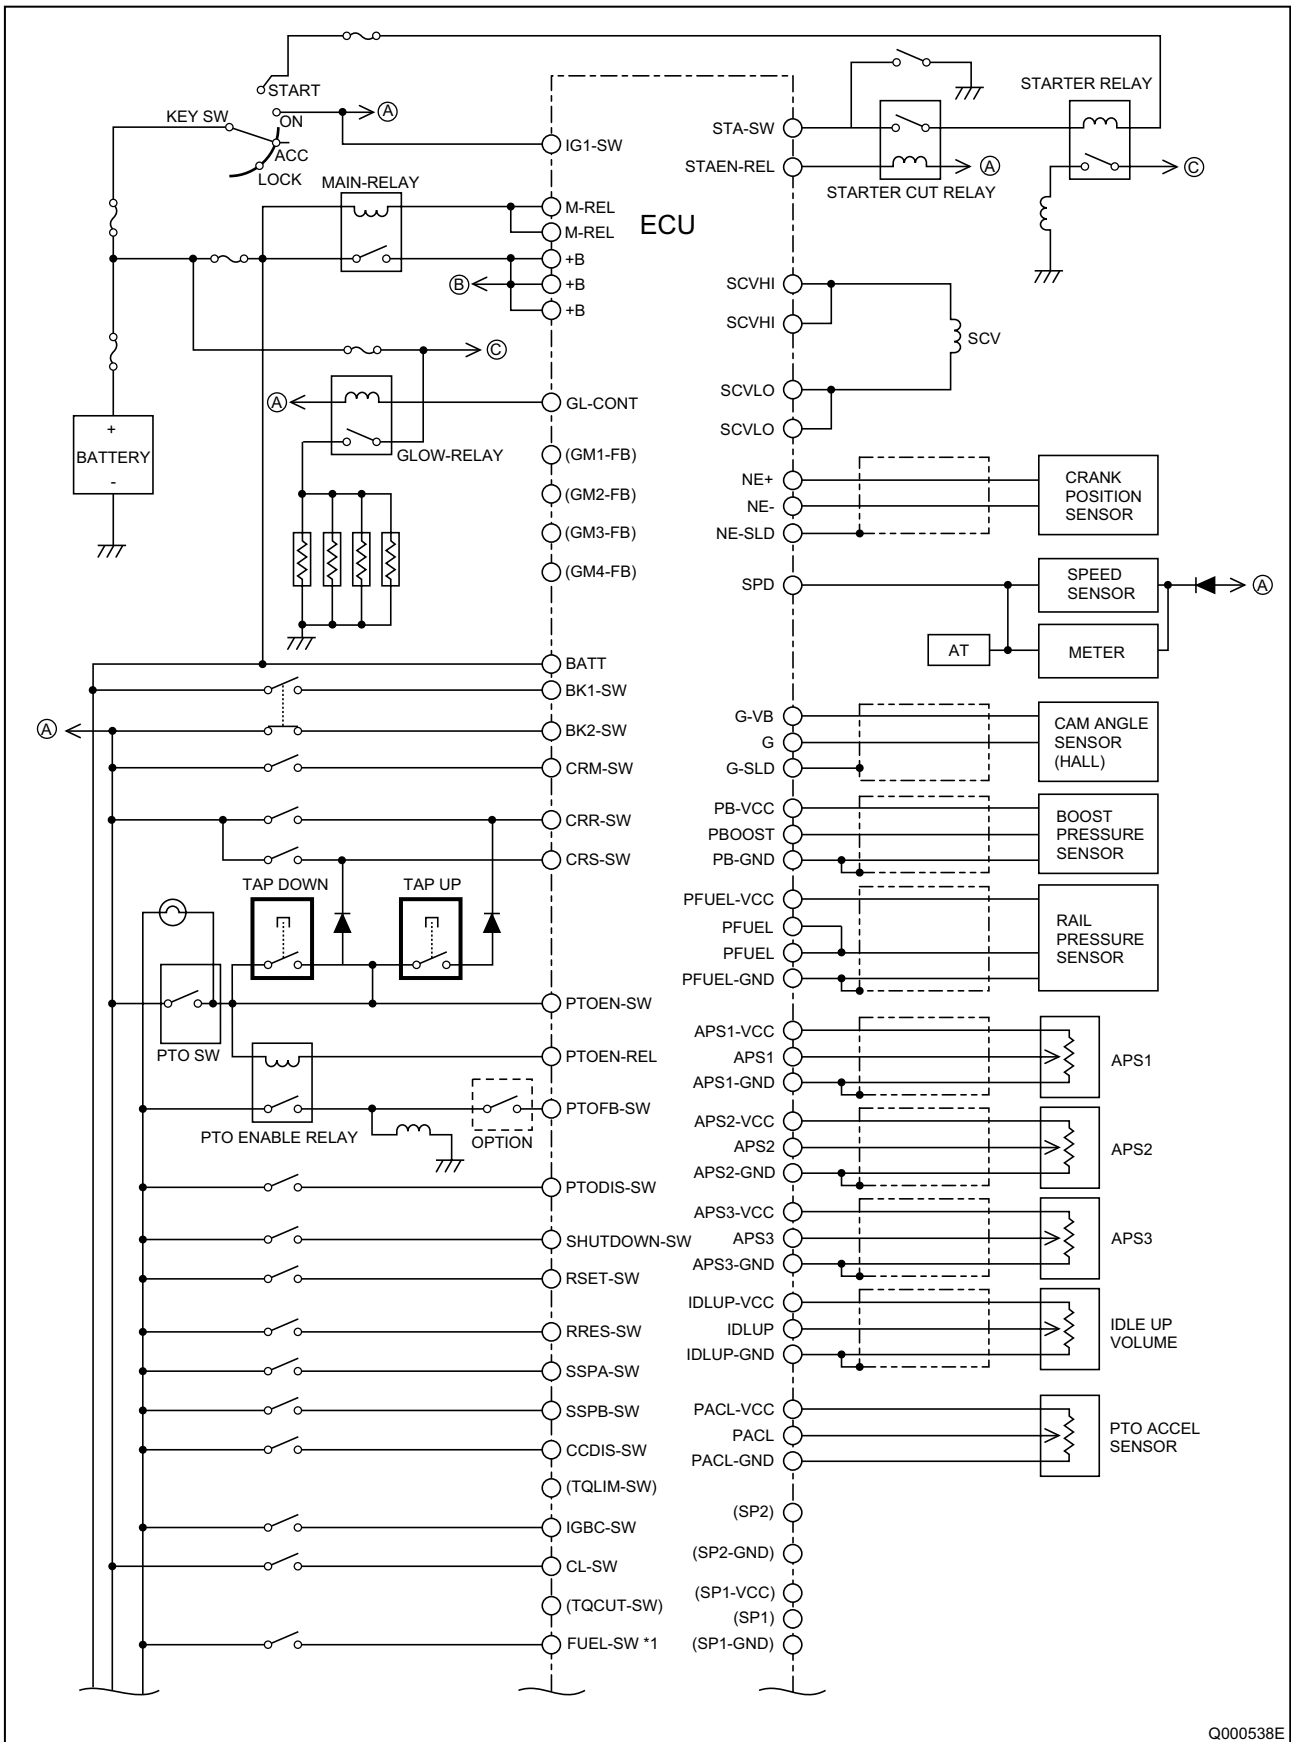 START
KEY SW
ON
A
ACC
LOCK
IG1-SW
MAIN-RELAY
M-REL
M-REL
ECU
+B
B
+B
+B
C
A
GL-CONT
GLOW-RELAY
+
BATTERY
-
(GM1-FB)
(GM2-FB)
(GM3-FB)
(GM4-FB)
BATT
BK1-SW
A
BK2-SW
CRM-SW
CRR-SW
CRS-SW
TAP DOWN
TAP UP
PTOEN-SW
PTO SW
PTOEN-REL
PTOFB-SW
PTO ENABLE RELAY
OPTION
PTODIS-SW
SHUTDOWN-SW
RSET-SW
RRES-SW
SSPA-SW
SSPB-SW
CCDIS-SW
(TQLIM-SW)
IGBC-SW
CL-SW
(TQCUT-SW)
FUEL-SW *1
STARTER RELAY
STA-SW
STAEN-REL
A
C
STARTER CUT RELAY
SCVHI
SCVHI
SCV
SCVLO
SCVLO
NE+
NE-
NE-SLD
CRANK
POSITION
SENSOR
SPD
SPEED
SENSOR
A
AT
METER
G-VB
G
G-SLD
CAM ANGLE
SENSOR
(HALL)
PB-VCC
PBOOST
PB-GND
BOOST
PRESSURE
SENSOR
PFUEL-VCC
PFUEL
PFUEL
PFUEL-GND
RAIL
PRESSURE
SENSOR
APS1-VCC
APS1
APS1-GND
APS1
APS2-VCC
APS2
APS2-GND
APS2
APS3-VCC
APS3
APS3-GND
APS3
IDLUP-VCC
IDLUP
IDLUP-GND
IDLE UP
VOLUME
PACL-VCC
PACL
PACL-GND
PTO ACCEL
SENSOR
(SP2)
(SP2-GND)
(SP1-VCC)
(SP1)
(SP1-GND)
Q000538E